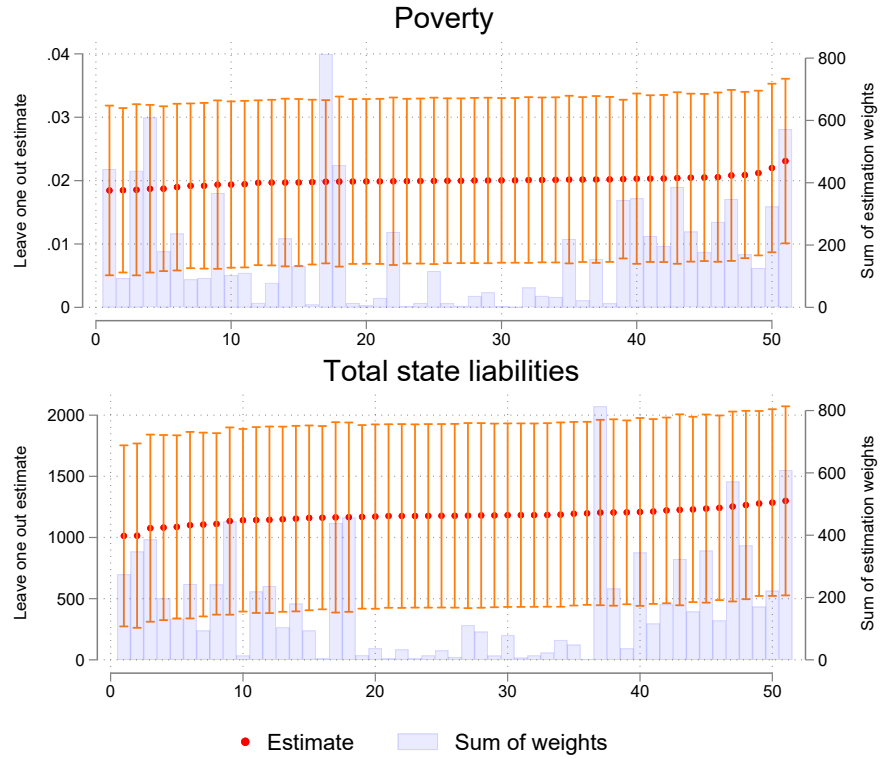 Poverty
Leave one out estimate
.04
.03
.02
.01
0
800
600
400
200
0
Sum of estimation weights
0 10 20 30 40 50
Total state liabilities
Leave one out estimate
2000
1500
1000
500
0
800
600
400
200
0
Sum of estimation weights
0 10 20 30 40 50
Estimate Sum of weights